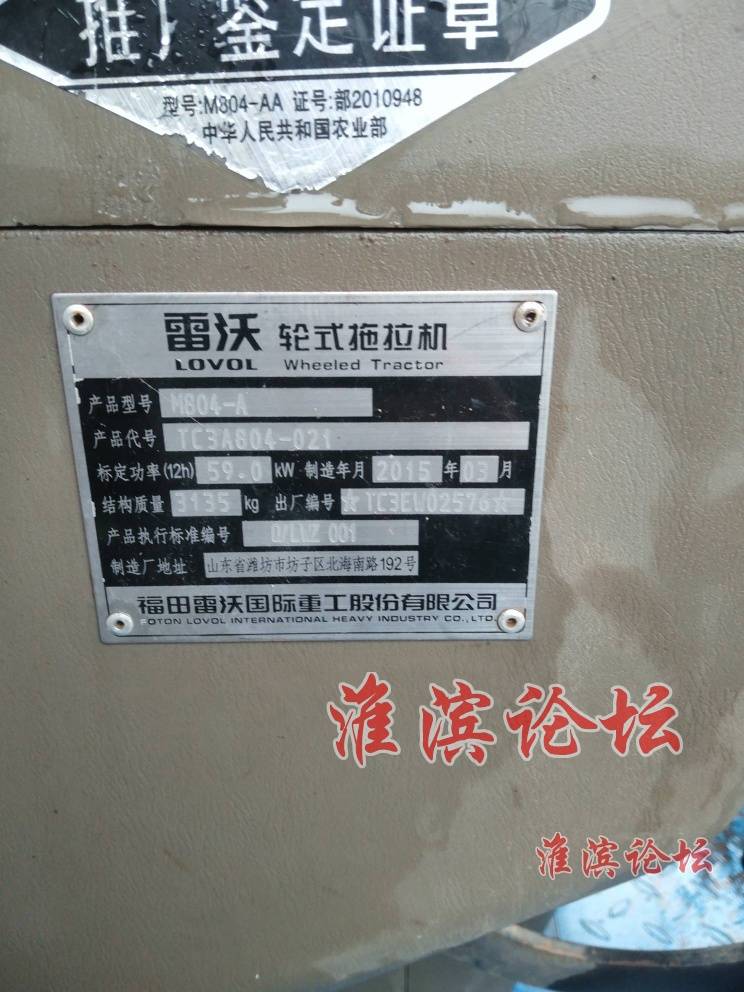 推广鉴定证章
型号:M804-AA 证号:部2010948
中华人民共和国农业部
雷沃 轮式拖拉机
LOVOL Wheeled Tractor
产品型号 M804-A
产品代号 TC3A804-021
标定功率(12h) 59.0 kW 制造年月 2015 年 03 月
结构质量 3135 kg 出厂编号 ☆TC3EW02576☆
产品执行标准编号 Q/LWZ 001
制造厂地址 山东省潍坊市坊子区北海南路192号
福田雷沃国际重工股份有限公司
FOTON LOVOL INTERNATIONAL HEAVY INDUSTRY CO.,LTD.
淮滨论坛
淮滨论坛